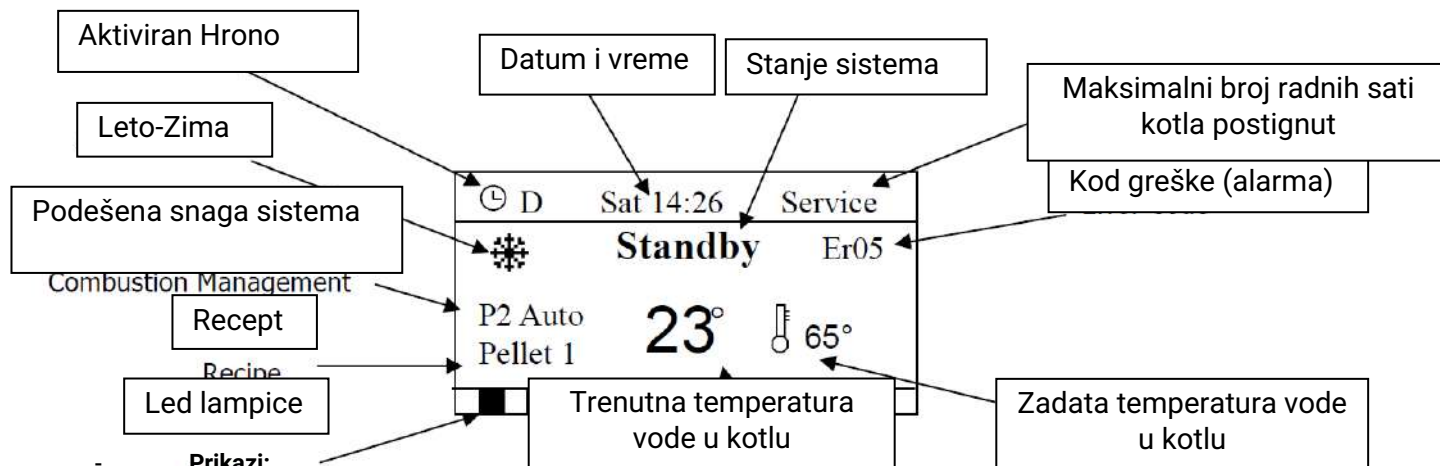 Aktiviran Hrono
Datum i vreme
Stanje sistema
Maksimalni broj radnih sati
kotla postignut
Leto-Zima
Kod greške (alarma)
D Sat 14:26 Service
Podešena snaga sistema
Standby Er05
Combustion Management
Recept
P2 Auto
23° 65°
Pellet 1
Recipe
Led lampice
Trenutna temperatura
vode u kotlu
Zadata temperatura vode
u kotlu
- Prikazi: